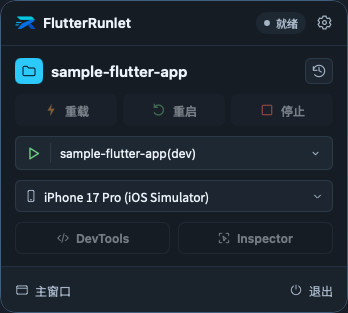 FlutterRunlet
就绪
sample-flutter-app
重载
重启
停止
sample-flutter-app(dev)
iPhone 17 Pro (iOS Simulator)
DevTools
Inspector
主窗口
退出